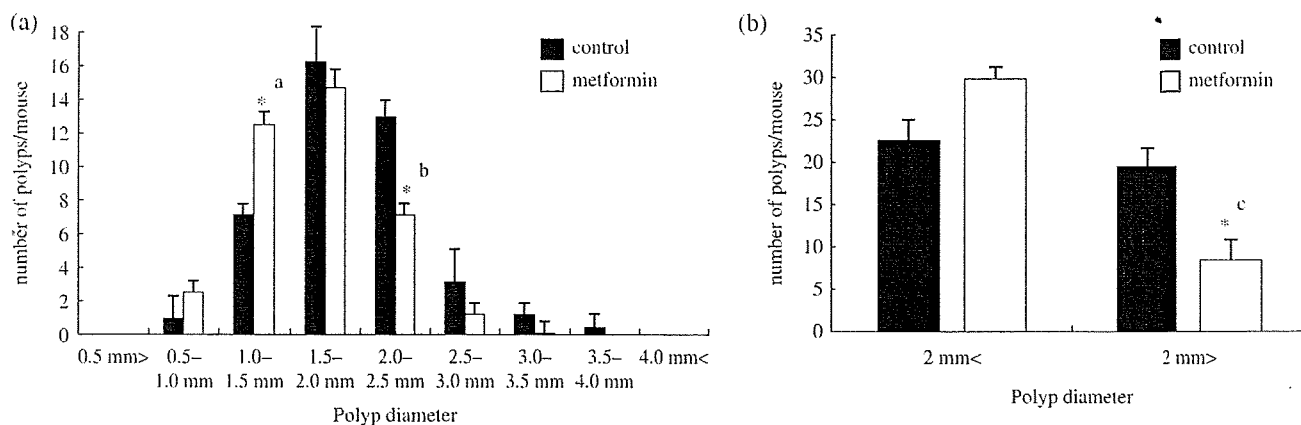 (a)
18
16
14
12
10
8
6
4
2
0
number of polyps/mouse
control
metformin
* a
* b
0.5 mm>
0.5–
1.0 mm
1.0–
1.5 mm
1.5–
2.0 mm
2.0–
2.5 mm
2.5–
3.0 mm
3.0–
3.5 mm
3.5–
4.0 mm
4.0 mm<
Polyp diameter
(b)
35
30
25
20
15
10
5
0
number of polyps/mouse
control
metformin
* c
2 mm<
2 mm>
Polyp diameter